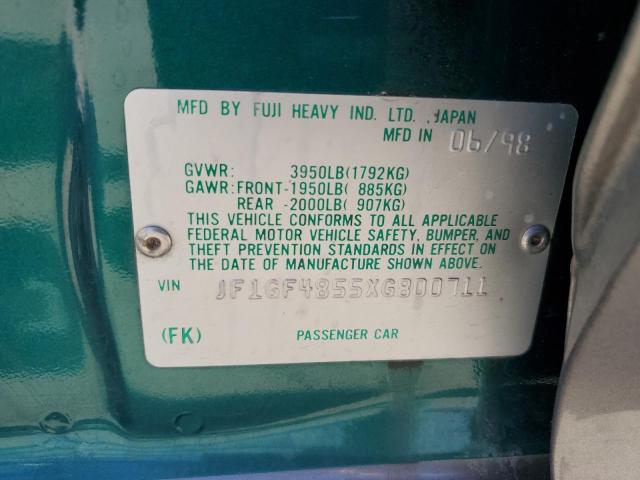 MFD BY FUJI HEAVY IND. LTD. ,JAPAN
MFD IN 06/98
GVWR: 3950LB(1792KG)
GAWR:FRONT-1950LB( 885KG)
REAR -2000LB( 907KG)
THIS VEHICLE CONFORMS TO ALL APPLICABLE
FEDERAL MOTOR VEHICLE SAFETY, BUMPER, AND
THEFT PREVENTION STANDARDS IN EFFECT ON
THE DATE OF MANUFACTURE SHOWN ABOVE.
VIN JF1GF4855XG800711
(FK) PASSENGER CAR